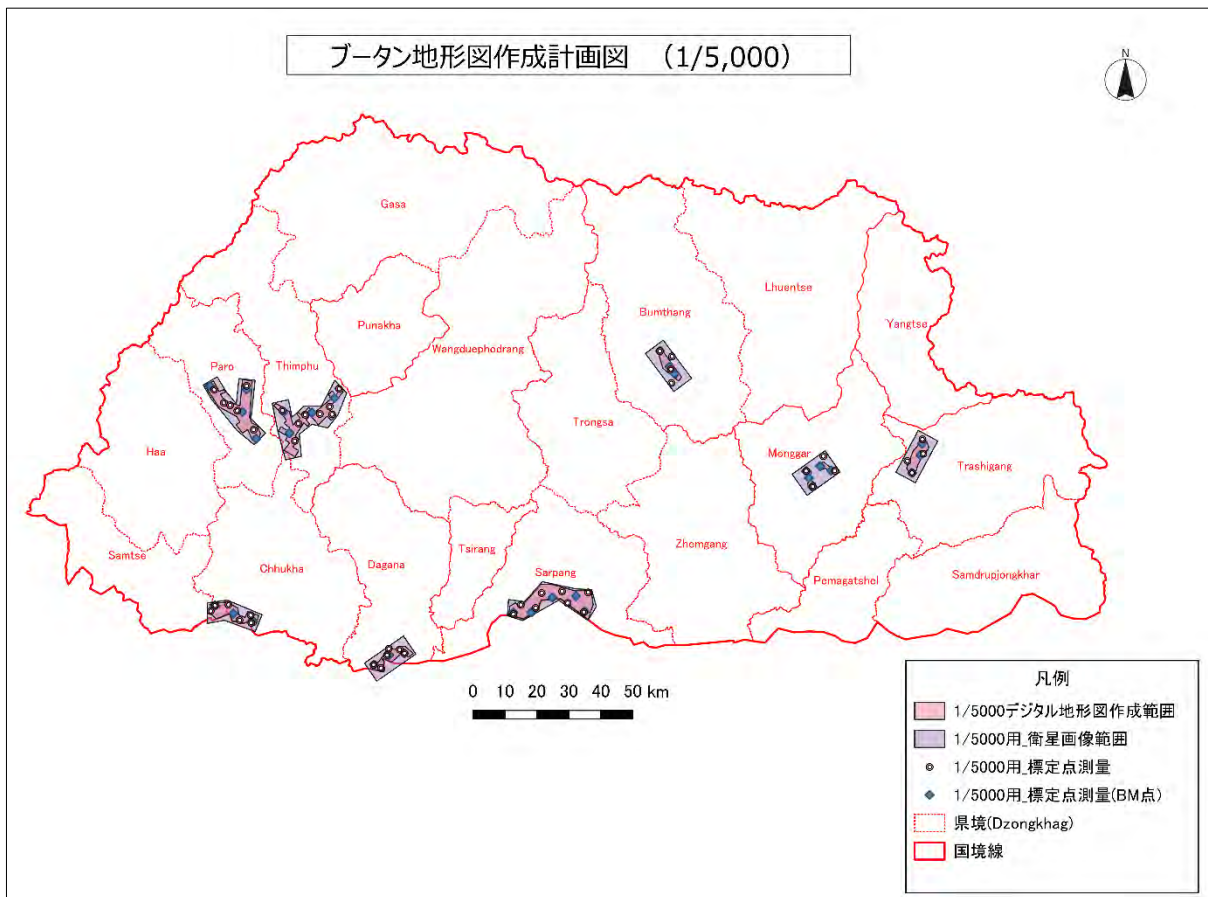 ブータン地形図作成計画図 (1/5,000)
N
Gasa
Lhuentse
Bumthang
Punakha
Yangtse
Wangduephodrang
Paro
Thimphu
Trongsa
Haa
Monggar
Trashigang
Zhemgang
Tsirang
Samtse
Chhukha
Dagana
Sarpang
Pemagatshel
Samdrupjongkhar
0 10 20 30 40 50 km
凡例
1/5000デジタル地形図作成範囲
1/5000用_衛星画像範囲
1/5000用_標定点測量
1/5000用_標定点測量(BM点)
県境(Dzongkhag)
国境線